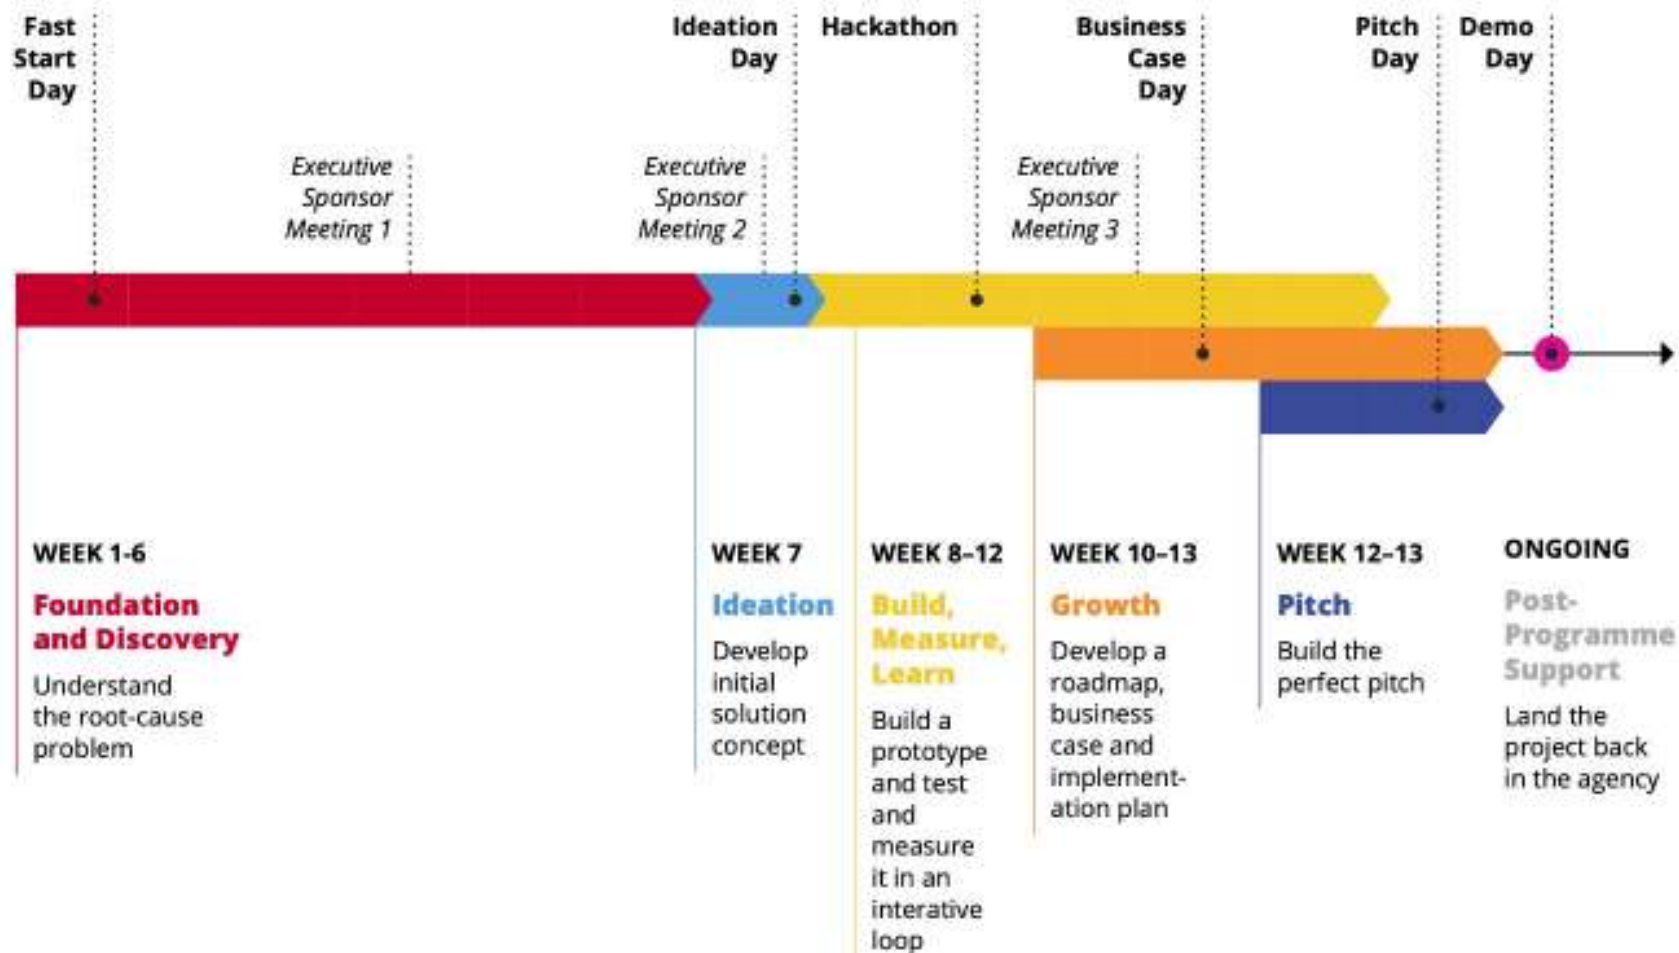 Fast
Start
Day
Ideation
Day
Hackathon
Business
Case
Day
Pitch
Day
Demo
Day
Executive
Sponsor
Meeting 1
Executive
Sponsor
Meeting 2
Executive
Sponsor
Meeting 3
WEEK 1-6
Foundation
and Discovery
Understand
the root-cause
problem
WEEK 7
Ideation
Develop
initial
solution
concept
WEEK 8–12
Build,
Measure,
Learn
Build a
prototype
and test
and
measure
it in an
interative
loop
WEEK 10–13
Growth
Develop a
roadmap,
business
case and
implement-
ation plan
WEEK 12–13
Pitch
Build the
perfect pitch
ONGOING
Post-
Programme
Support
Land the
project back
in the agency